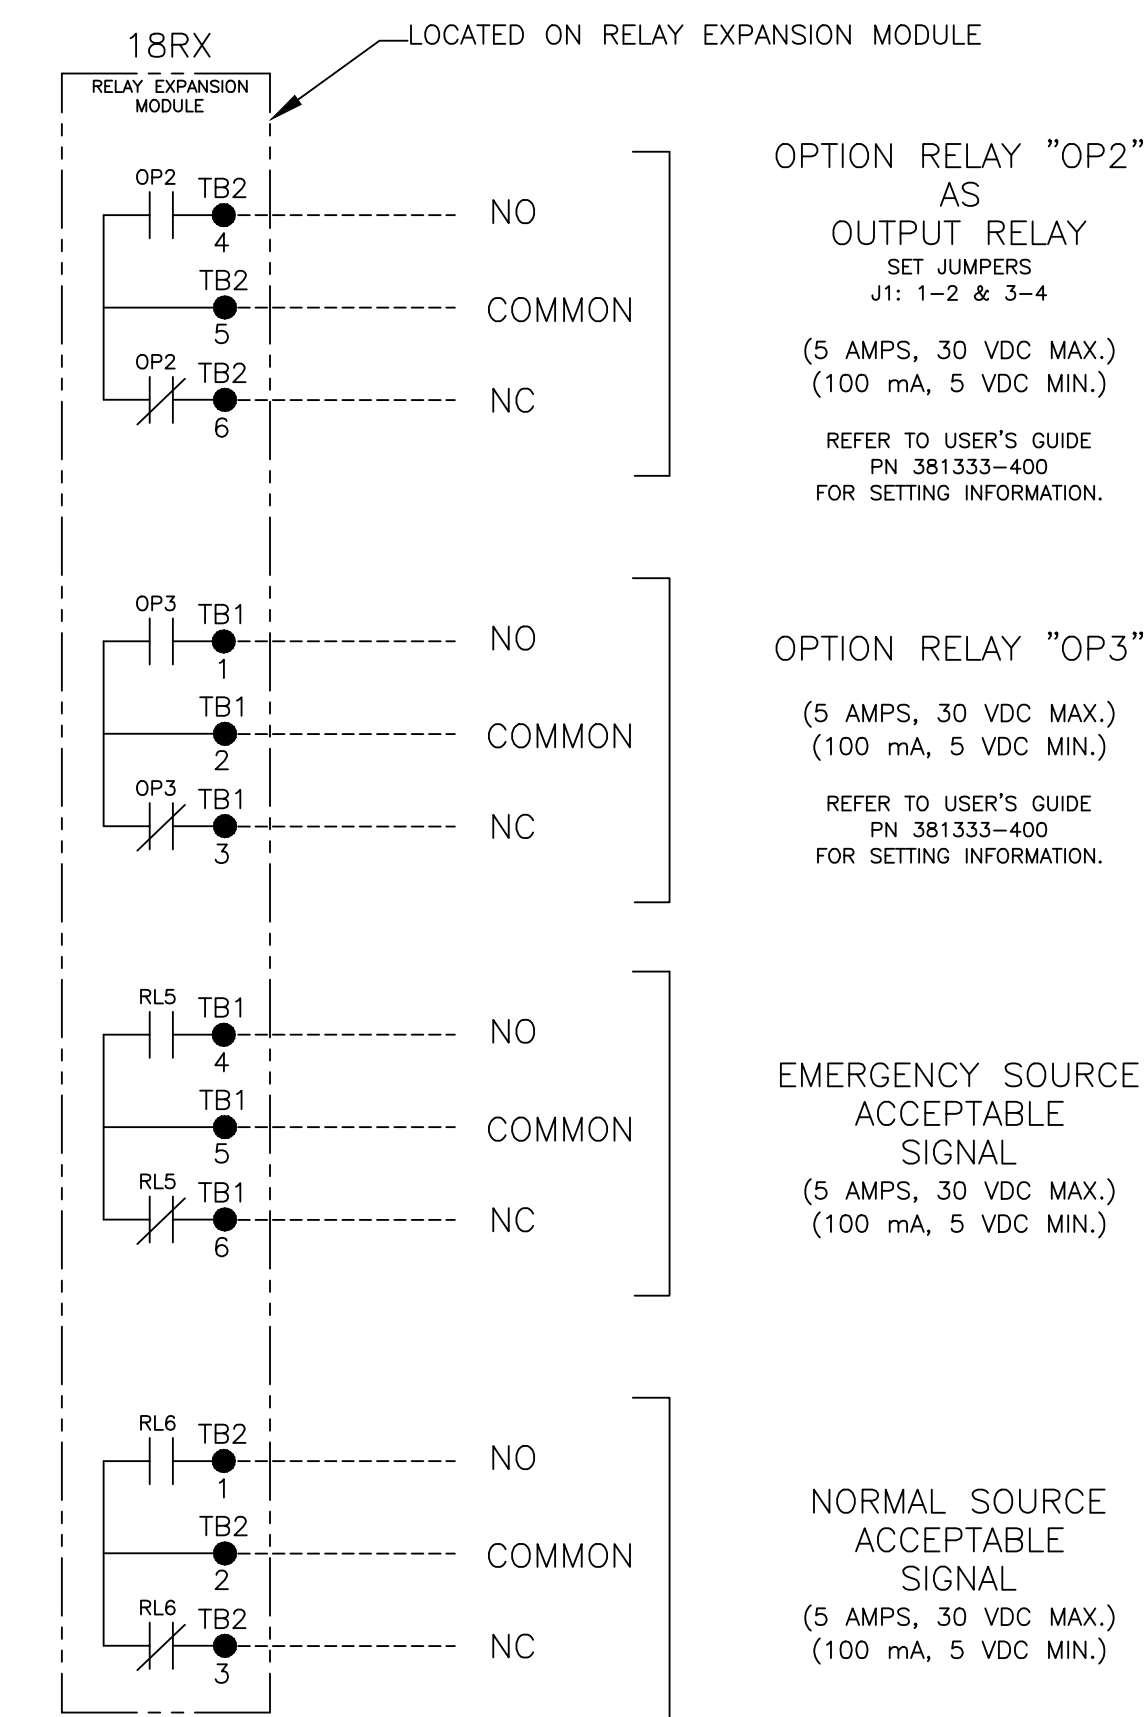 18RX
LOCATED ON RELAY EXPANSION MODULE
RELAY EXPANSION
MODULE
OP2
TB2
4
NO
TB2
5
COMMON
OP2
TB2
6
NC
OPTION RELAY ”OP2”
AS
OUTPUT RELAY
SET JUMPERS
J1: 1-2 & 3-4
(5 AMPS, 30 VDC MAX.)
(100 mA, 5 VDC MIN.)
REFER TO USER'S GUIDE
PN 381333-400
FOR SETTING INFORMATION.
OP3
TB1
1
NO
TB1
2
COMMON
OP3
TB1
3
NC
OPTION RELAY ”OP3”
(5 AMPS, 30 VDC MAX.)
(100 mA, 5 VDC MIN.)
REFER TO USER'S GUIDE
PN 381333-400
FOR SETTING INFORMATION.
RL5
TB1
4
NO
TB1
5
COMMON
RL5
TB1
6
NC
EMERGENCY SOURCE
ACCEPTABLE
SIGNAL
(5 AMPS, 30 VDC MAX.)
(100 mA, 5 VDC MIN.)
RL6
TB2
1
NO
TB2
2
COMMON
RL6
TB2
3
NC
NORMAL SOURCE
ACCEPTABLE
SIGNAL
(5 AMPS, 30 VDC MAX.)
(100 mA, 5 VDC MIN.)